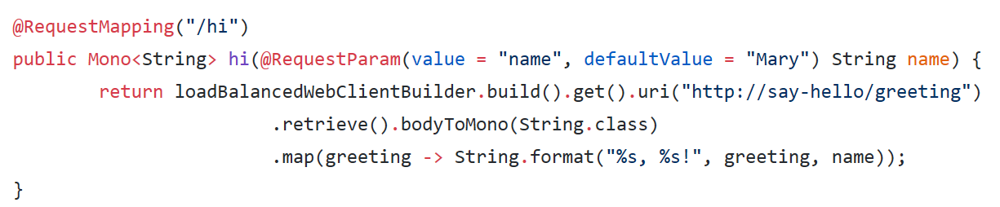 @RequestMapping("/hi")
public Mono<String> hi(@RequestParam(value = "name", defaultValue = "Mary") String name) {
return loadBalancedWebClientBuilder.build().get().uri("http://say-hello/greeting")
.retrieve().bodyToMono(String.class)
.map(greeting -> String.format("%s, %s!", greeting, name));
}